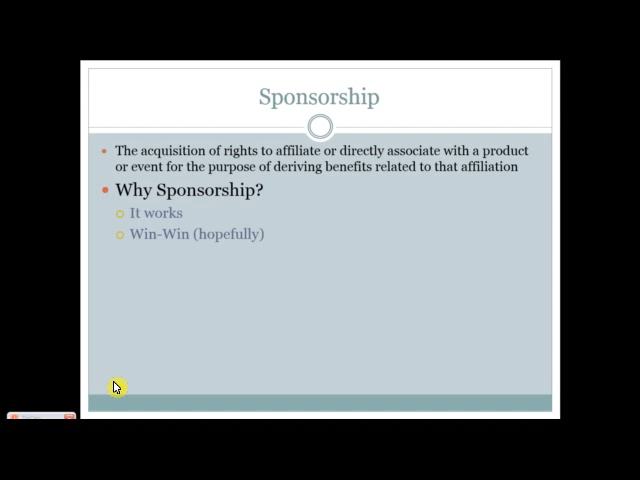 Sponsorship
The acquisition of rights to affiliate or directly associate with a product
or event for the purpose of deriving benefits related to that affiliation
Why Sponsorship?
It works
Win-Win (hopefully)